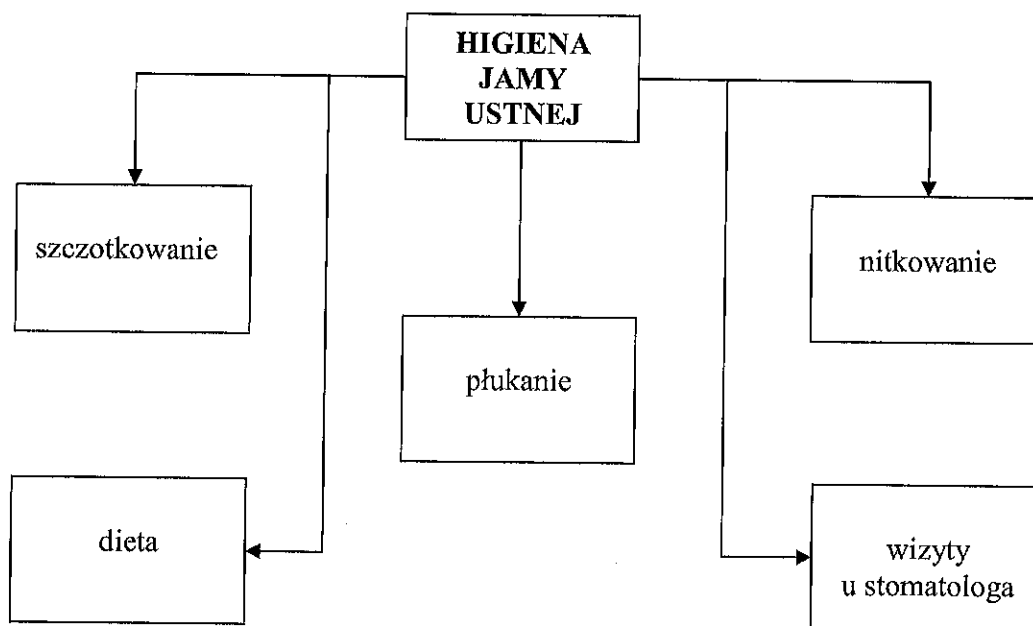 HIGIENA
JAMY
USTNEJ
szczotkowanie
nitkowanie
płukanie
dieta
wizyty
u stomatologa